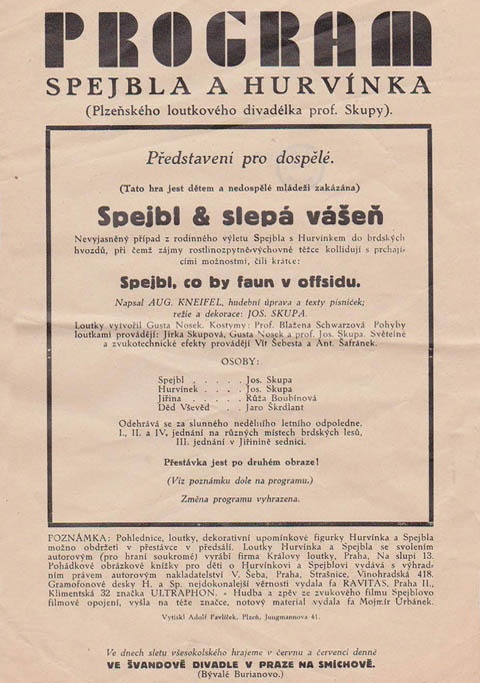 PROGRAM
SPEJBLA A HURVÍNKA
(Plzeňského loutkového divadélka prof. Skupy).
Představení pro dospělé.
(Tato hra jest dětem a nedospělé mládeži zakázána)
Spejbl & slepá vášeň
Nevyjasněný případ z rodinného výletu Spejbla s Hurvínkem do brdských
hvozdů, při čemž zájmy rostlinozpytněvýchovné těžce kollidují s prchají-
cími možnostmi, čili krátce:
Spejbl, co by faun v offsidu.
Napsal AUG. KNEIFEL, hudební úprava a texty písniček;
režie a dekorace: JOS. SKUPA.
Loutky vytvořil Gusta Nosek. Kostymy: Prof. Blažena Schwarzová Pohyby
loutkami provádějí: Jirka Skupová, Gusta Nosek a prof. Jos. Skupa. Světelné
a zvukotechnické efekty provádějí Vít Šebesta a Ant. Šafránek.
OSOBY:
Spejbl . . . . . Jos. Skupa
Hurvínek . . . . Jos. Skupa
Jiřina . . . . . Růža Boubínová
Děd Vševěd . . Jaro Škrdlant
Odehrává se za slunného nedělního letního odpoledne,
I., II. a IV. jednání na různých místech brdských lesů,
III. jednání v Jiřinině sednici.
Přestávka jest po druhém obraze!
(Viz poznámku dole na programu.)
Změna programu vyhrazena.
POZNÁMKA: Pohlednice, loutky, dekorativní upomínkové figurky Hurvínka a Spejbla
možno obdržeti v přestávce v předsálí. Loutky Hurvínka a Spejbla se svolením
autorovým (pro hraní soukromé) vyrábí firma Královy loutky, Praha, Na slupi 13.
Pohádkové obrázkové knížky pro děti o Hurvínkovi a Spejblovi vydává s výhrad-
ním právem autorovým nakladatelství V. Šeba, Praha, Strašnice, Vinohradská 418.
Gramofonové desky H. a Sp. nejdokonalejší věrnosti vydala fa RAVITAS, Praha II.,
Klimentská 32 značka ULTRAPHON. - Hudba a zpěv ze zvukového filmu Spejblovo
filmové opojení, vyšla na téže značce, notový materiál vydala fa Mojmír Urbánek.
Vytiskl Adolf Pavlíček, Plzeň, Jungmannova 41.
Ve dnech sletu všesokolského hrajeme v červnu a červenci denně
VE ŠVANDOVĚ DIVADLE V PRAZE NA SMÍCHOVĚ.
(Bývalé Burianovo.)